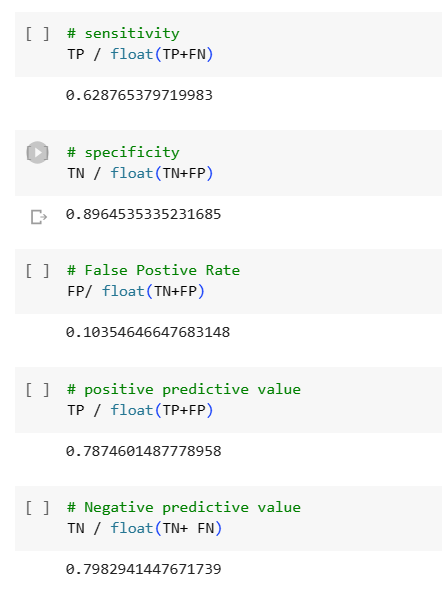 [ ] # sensitivity
TP / float(TP+FN)
0.628765379719983
# specificity
TN / float(TN+FP)
0.8964535335231685
[ ] # False Postive Rate
FP/ float(TN+FP)
0.10354646647683148
[ ] # positive predictive value
TP / float(TP+FP)
0.7874601487778958
[ ] # Negative predictive value
TN / float(TN+ FN)
0.7982941447671739